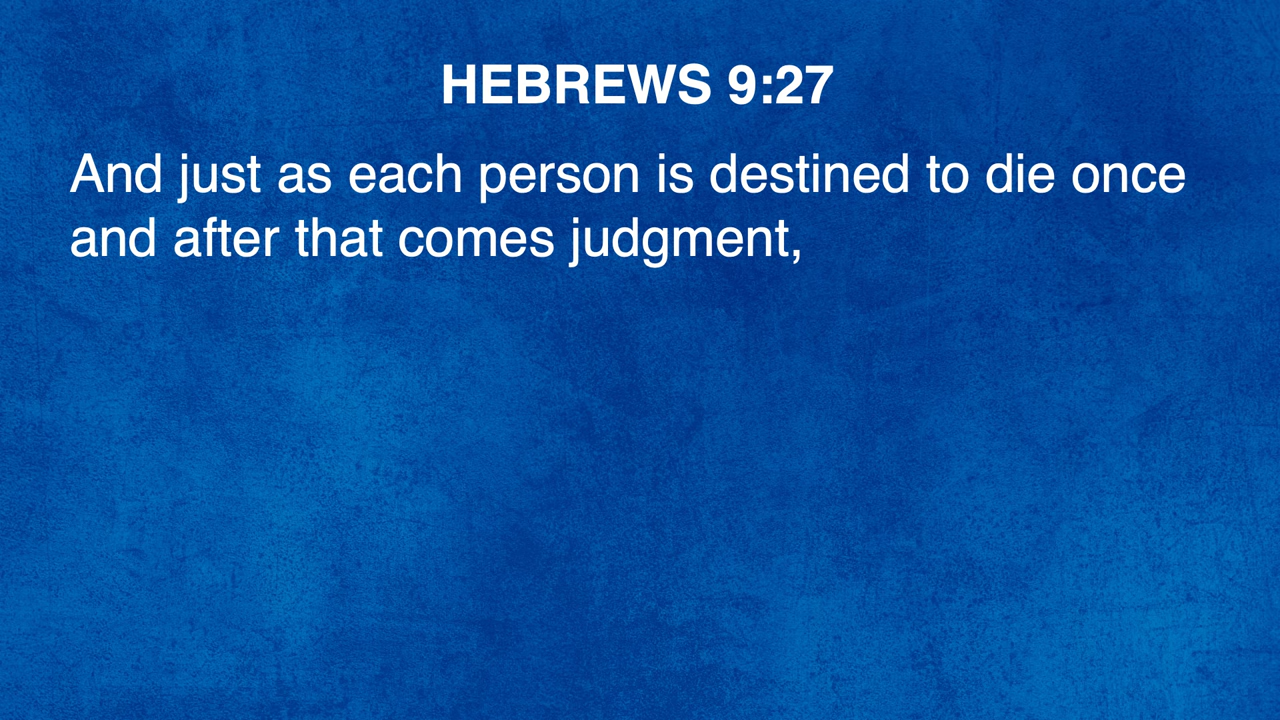 HEBREWS 9:27
And just as each person is destined to die once
and after that comes judgment,